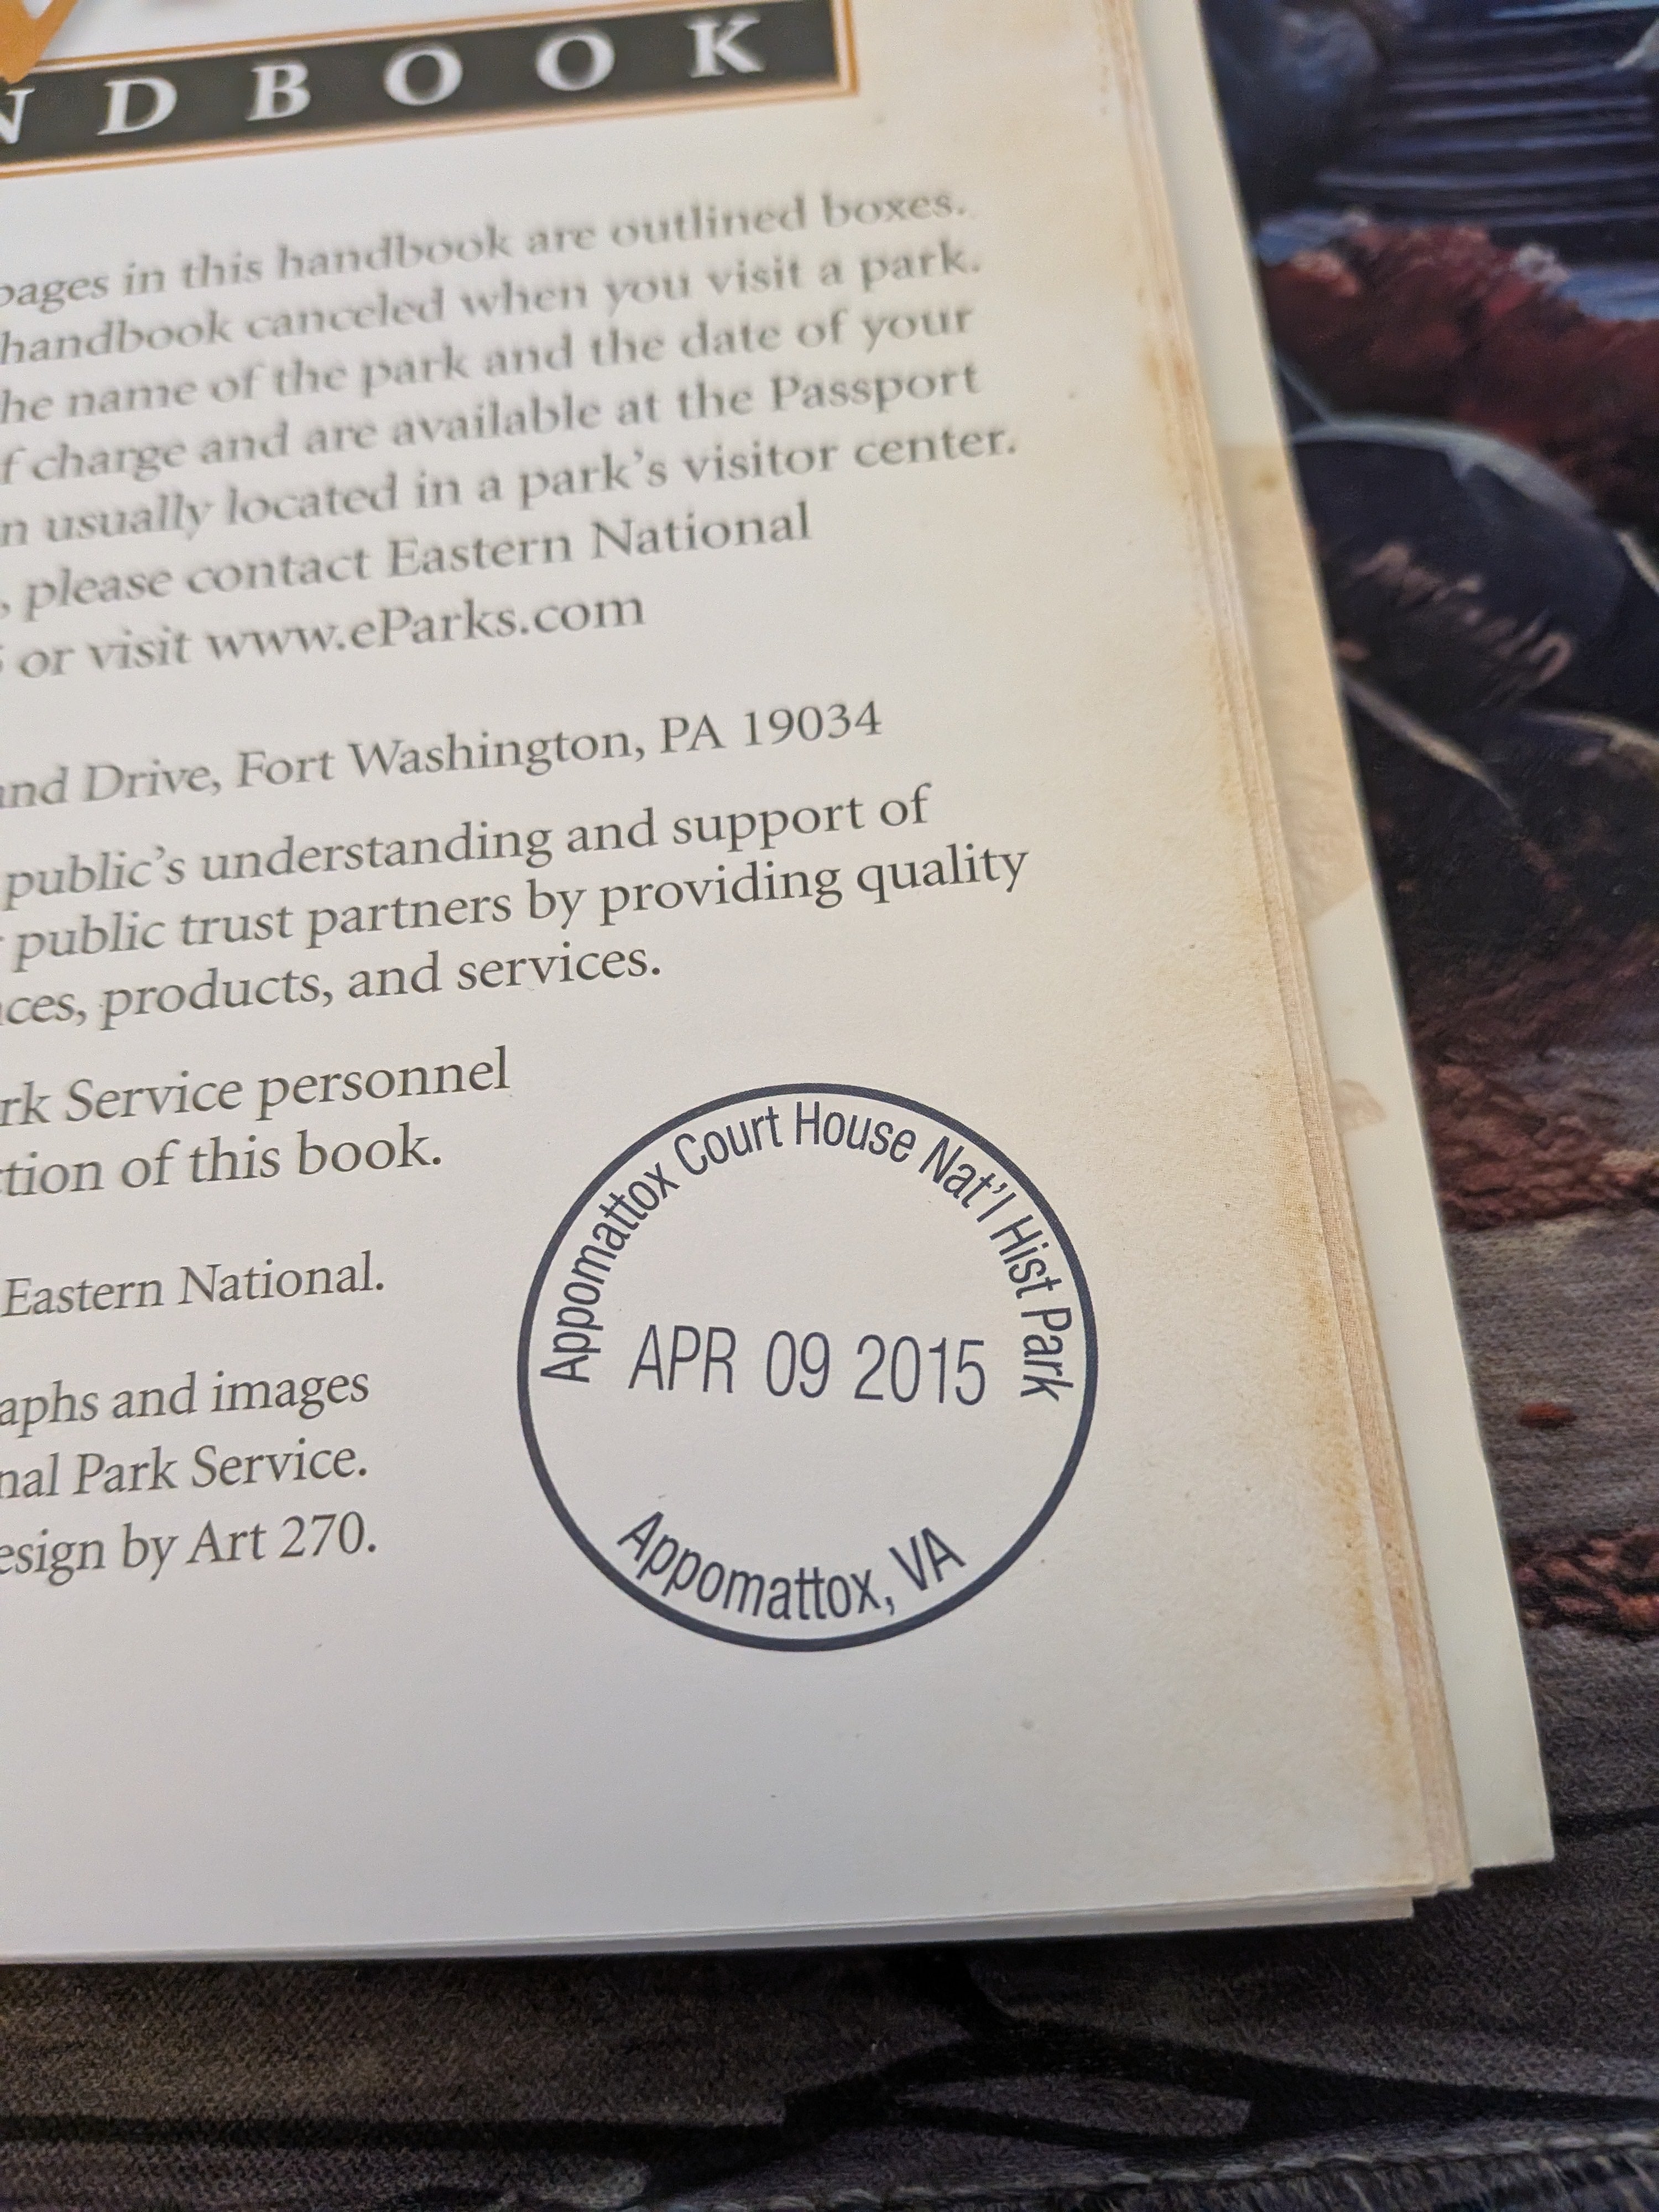 NDBOOK
pages in this handbook are outlined boxes.
handbook canceled when you visit a park.
he name of the park and the date of your
f charge and are available at the Passport
n usually located in a park's visitor center.
, please contact Eastern National
or visit www.eParks.com
and Drive, Fort Washington, PA 19034
public's understanding and support of
public trust partners by providing quality
ces, products, and services.
rk Service personnel
tion of this book.
Eastern National.
aphs and images
nal Park Service.
esign by Art 270.
Appomattox Court House Nat'l Hist Park
APR 09 2015
Appomattox, VA